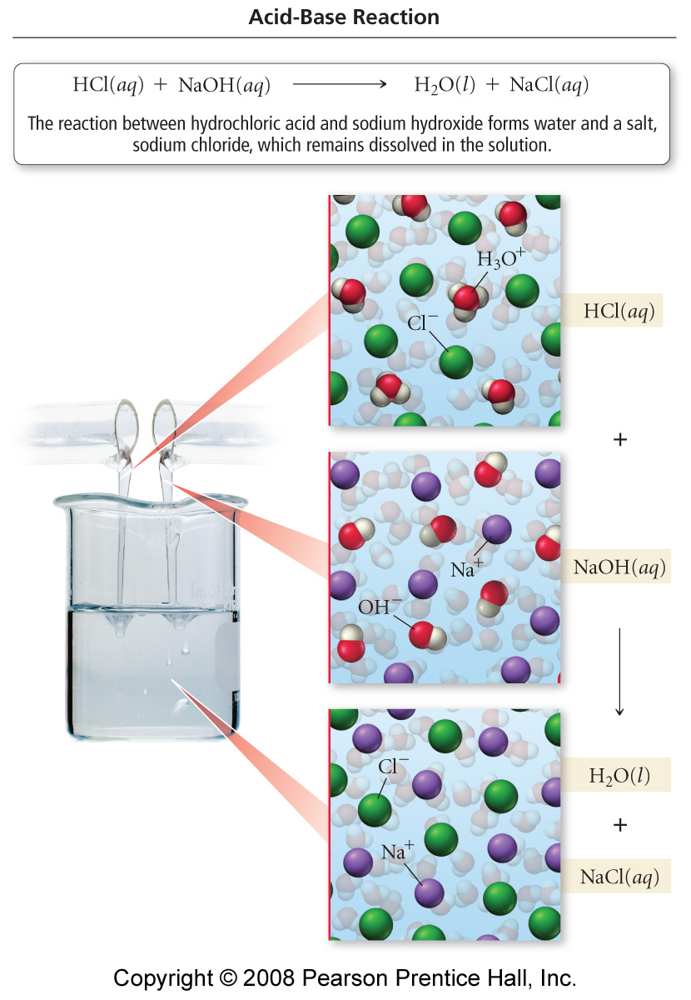 Acid-Base Reaction
HCl(aq) + NaOH(aq) ⟶ H₂O(l) + NaCl(aq)
The reaction between hydrochloric acid and sodium hydroxide forms water and a salt,
sodium chloride, which remains dissolved in the solution.
H₃O⁺
Cl⁻
HCl(aq)
+
Na⁺
OH⁻
NaOH(aq)
Cl⁻
Na⁺
H₂O(l)
+
NaCl(aq)
Copyright © 2008 Pearson Prentice Hall, Inc.